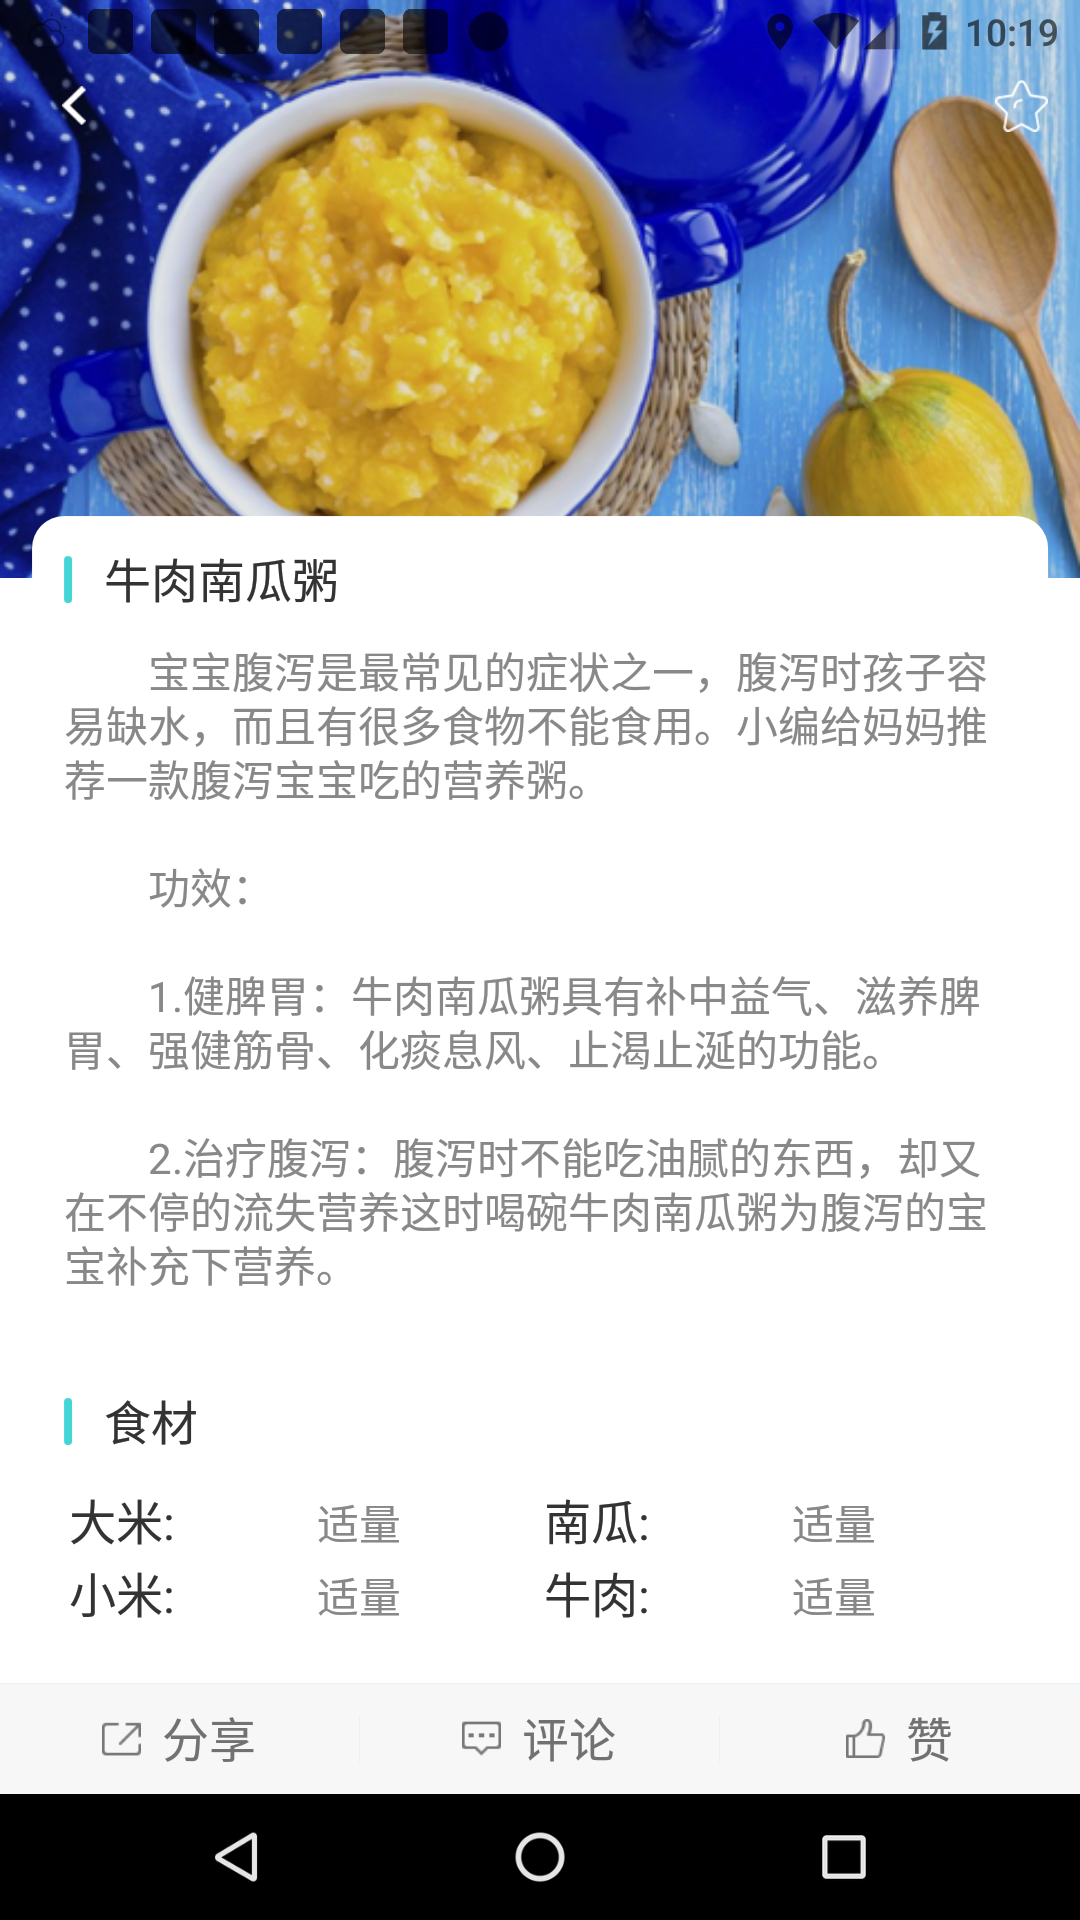 10:19
牛肉南瓜粥
宝宝腹泻是最常见的症状之一，腹泻时孩子容
易缺水，而且有很多食物不能食用。小编给妈妈推
荐一款腹泻宝宝吃的营养粥。
功效：
1.健脾胃：牛肉南瓜粥具有补中益气、滋养脾
胃、强健筋骨、化痰息风、止渴止涎的功能。
2.治疗腹泻：腹泻时不能吃油腻的东西，却又
在不停的流失营养这时喝碗牛肉南瓜粥为腹泻的宝
宝补充下营养。
食材
大米: 适量 南瓜: 适量
小米: 适量 牛肉: 适量
分享 评论 赞